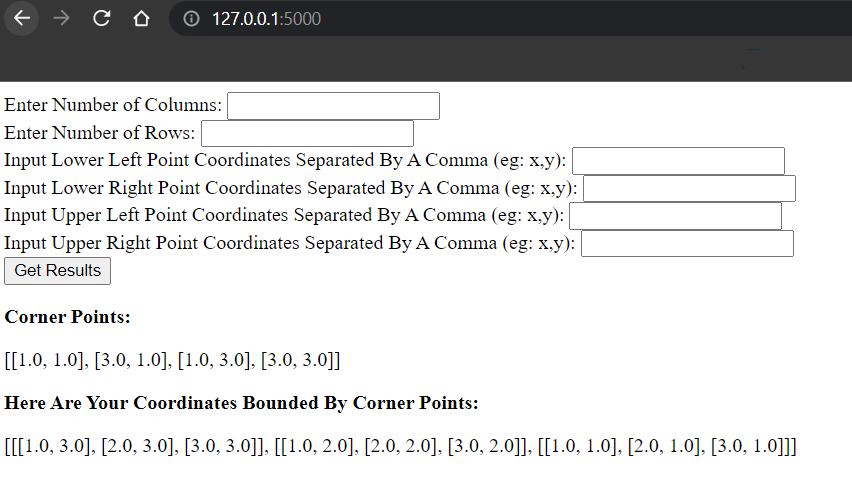 127.0.0.1:5000
Enter Number of Columns:
Enter Number of Rows:
Input Lower Left Point Coordinates Separated By A Comma (eg: x,y):
Input Lower Right Point Coordinates Separated By A Comma (eg: x,y):
Input Upper Left Point Coordinates Separated By A Comma (eg: x,y):
Input Upper Right Point Coordinates Separated By A Comma (eg: x,y):
Get Results
Corner Points:
[[1.0, 1.0], [3.0, 1.0], [1.0, 3.0], [3.0, 3.0]]
Here Are Your Coordinates Bounded By Corner Points:
[[[1.0, 3.0], [2.0, 3.0], [3.0, 3.0]], [[1.0, 2.0], [2.0, 2.0], [3.0, 2.0]], [[1.0, 1.0], [2.0, 1.0], [3.0, 1.0]]]